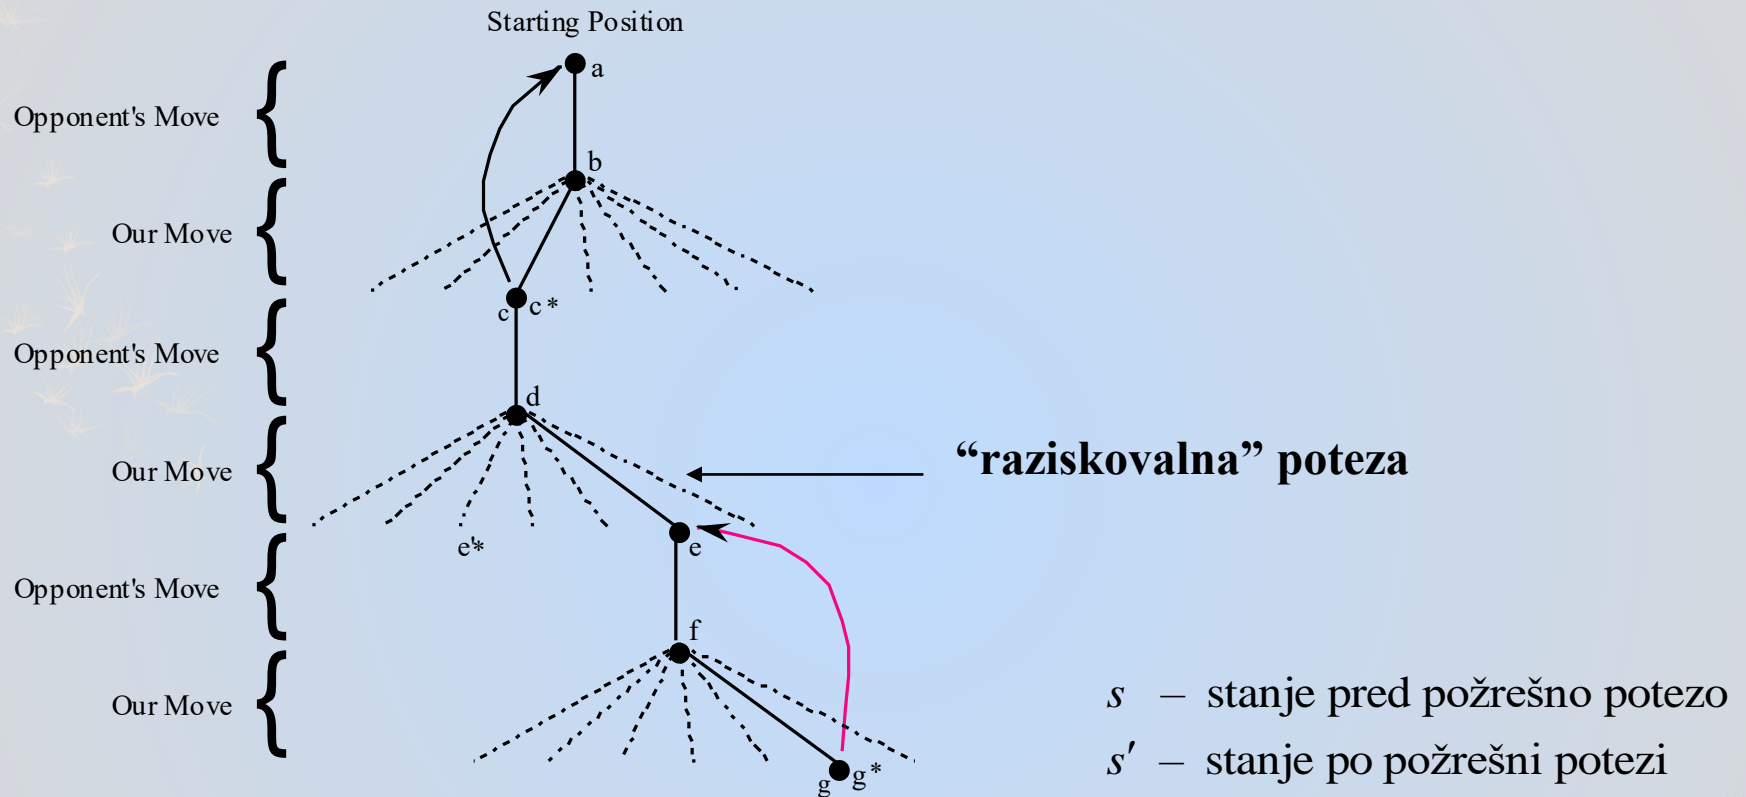 Starting Position
a
Opponent's Move
b
Our Move
c c*
Opponent's Move
d
Our Move
“raziskovalna” poteza
e'*
e
Opponent's Move
f
Our Move
s – stanje pred požrešno potezo
s′ – stanje po požrešni potezi
g g*